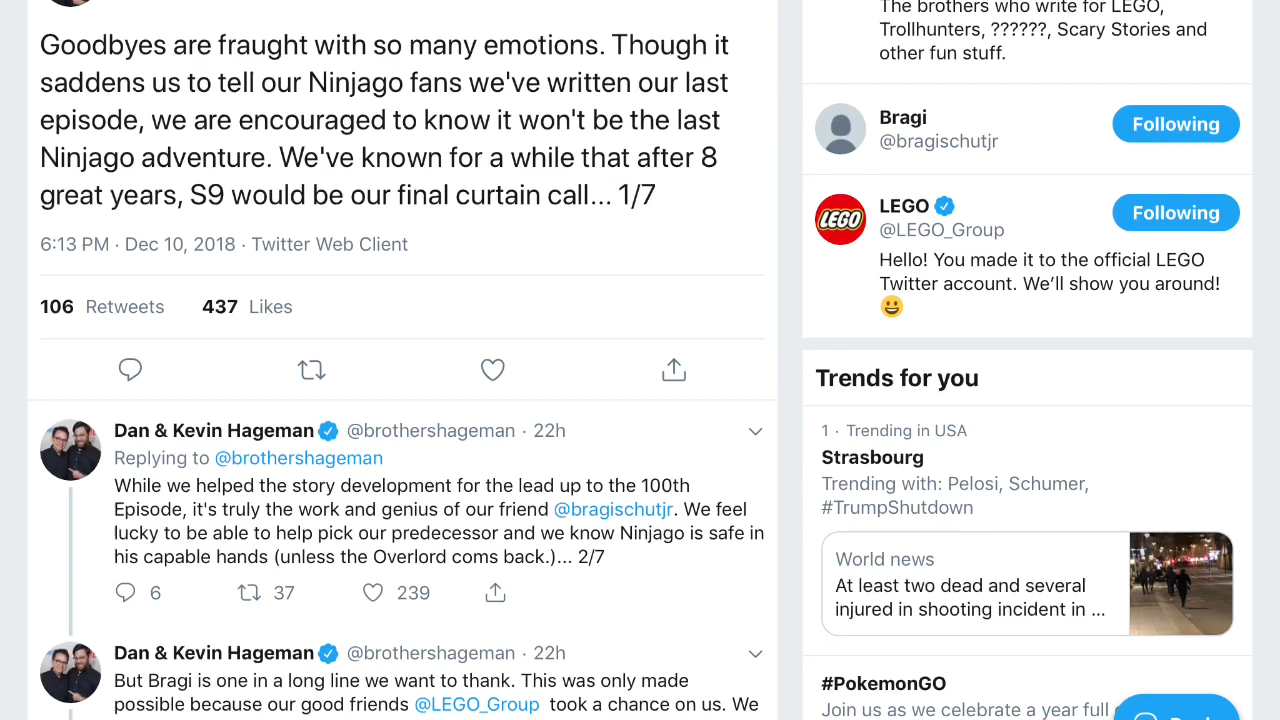 Goodbyes are fraught with so many emotions. Though it
saddens us to tell our Ninjago fans we've written our last
episode, we are encouraged to know it won't be the last
Ninjago adventure. We've known for a while that after 8
great years, S9 would be our final curtain call... 1/7
6:13 PM · Dec 10, 2018 · Twitter Web Client
106 Retweets 437 Likes
Dan & Kevin Hageman @brothershageman · 22h
Replying to @brothershageman
While we helped the story development for the lead up to the 100th
Episode, it's truly the work and genius of our friend @bragischutjr. We feel
lucky to be able to help pick our predecessor and we know Ninjago is safe in
his capable hands (unless the Overlord coms back.)... 2/7
6 37 239
Dan & Kevin Hageman @brothershageman · 22h
But Bragi is one in a long line we want to thank. This was only made
possible because our good friends @LEGO_Group took a chance on us. We
The brothers who write for LEGO,
Trollhunters, ??????, Scary Stories and
other fun stuff.
Bragi
@bragischutjr
Following
LEGO
LEGO
@LEGO_Group
Following
Hello! You made it to the official LEGO
Twitter account. We’ll show you around!
😀
Trends for you
1 · Trending in USA
Strasbourg
Trending with: Pelosi, Schumer,
#TrumpShutdown
World news
At least two dead and several
injured in shooting incident in ...
#PokemonGO
Join us as we celebrate a year full